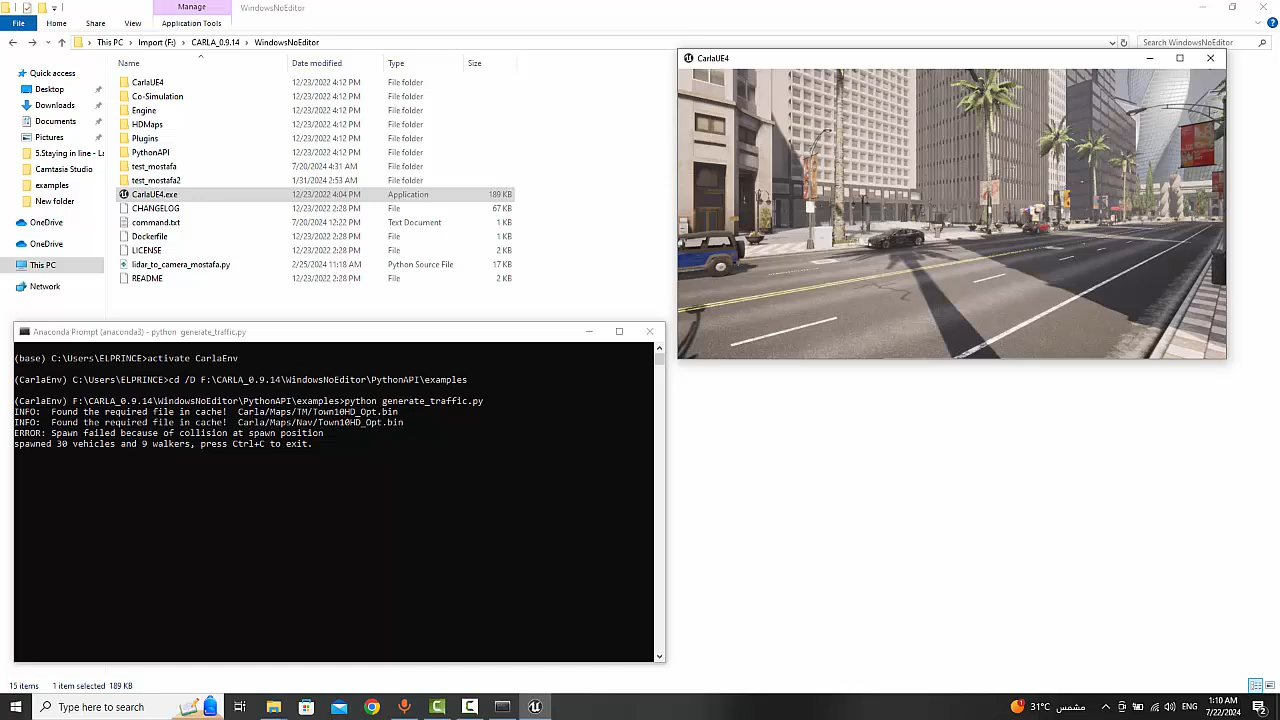 Manage
WindowsNoEditor
File Home Share View Application Tools
This PC Import (F:) CARLA_0.9.14 WindowsNoEditor
Search WindowsNoEditor
Name Date modified Type Size
Quick access
Desktop
Downloads
Documents
Pictures
5.Staying in line - La
Camtasia Studio
examples
New folder
OneDrive
OneDrive
This PC
Network
CarlaUE4 12/23/2022 4:12 PM File folder
Co-Simulation 12/23/2022 4:12 PM File folder
Engine 12/23/2022 4:12 PM File folder
HDMaps 12/23/2022 4:12 PM File folder
Plugins 12/23/2022 4:12 PM File folder
PythonAPI 12/23/2022 4:12 PM File folder
test_mostafa 7/20/2024 4:31 AM File folder
test_mostafa2 1/31/2024 2:53 AM File folder
CarlaUE4.exe 12/23/2022 4:04 PM Application 189 KB
CHANGELOG 12/23/2022 2:28 PM File 67 KB
command.txt 7/20/2024 12:22 PM Text Document 1 KB
Dockerfile 12/23/2022 2:28 PM File 1 KB
LICENSE 12/23/2022 2:28 PM File 2 KB
lidar_to_camera_mostafa.py 2/25/2024 11:18 AM Python Source File 17 KB
README 12/23/2022 2:28 PM File 2 KB
CarlaUE4
Anaconda Prompt (anaconda3) - python generate_traffic.py
(base) C:\Users\ELPRINCE>activate CarlaEnv
(CarlaEnv) C:\Users\ELPRINCE>cd /D F:\CARLA_0.9.14\WindowsNoEditor\PythonAPI\examples
(CarlaEnv) F:\CARLA_0.9.14\WindowsNoEditor\PythonAPI\examples>python generate_traffic.py
INFO: Found the required file in cache! Carla/Maps/TM/Town10HD_Opt.bin
INFO: Found the required file in cache! Carla/Maps/Nav/Town10HD_Opt.bin
ERROR: Spawn failed because of collision at spawn position
spawned 30 vehicles and 9 walkers, press Ctrl+C to exit.
15 items 1 item selected 189 KB
Type here to search
31°C مشمس
ENG
1:10 AM
7/22/2024